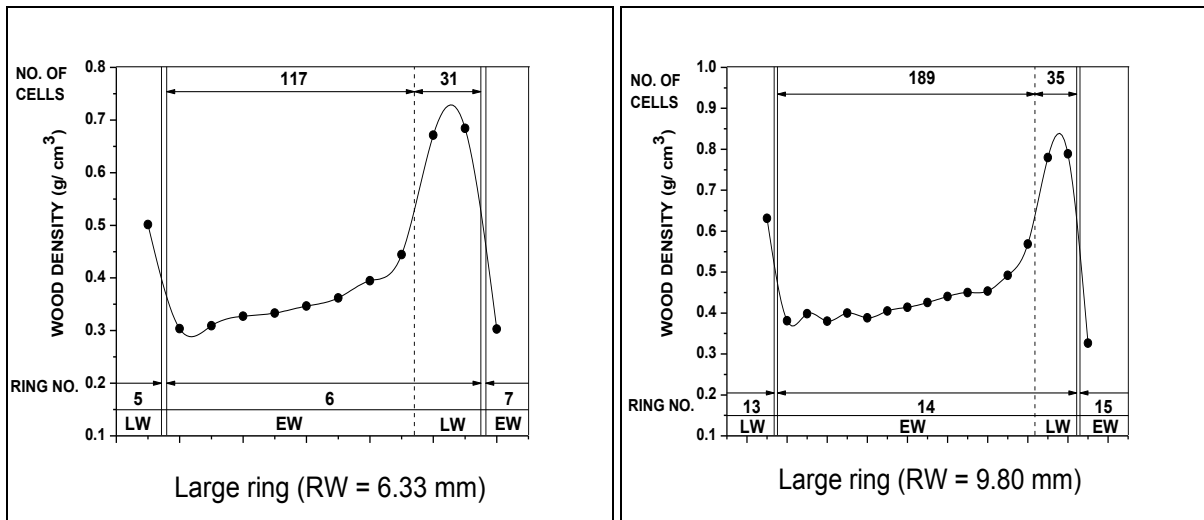 NO. OF
CELLS
0.8
0.7
0.6
0.5
0.4
0.3
0.2
0.1
WOOD DENSITY (g/ cm3)
117
31
RING NO.
5
6
7
LW
EW
LW
EW
Large ring (RW = 6.33 mm)
NO. OF
CELLS
1.0
0.9
0.8
0.7
0.6
0.5
0.4
0.3
0.2
0.1
WOOD DENSITY (g/ cm3)
189
35
RING NO.
13
14
15
LW
EW
LW
EW
Large ring (RW = 9.80 mm)